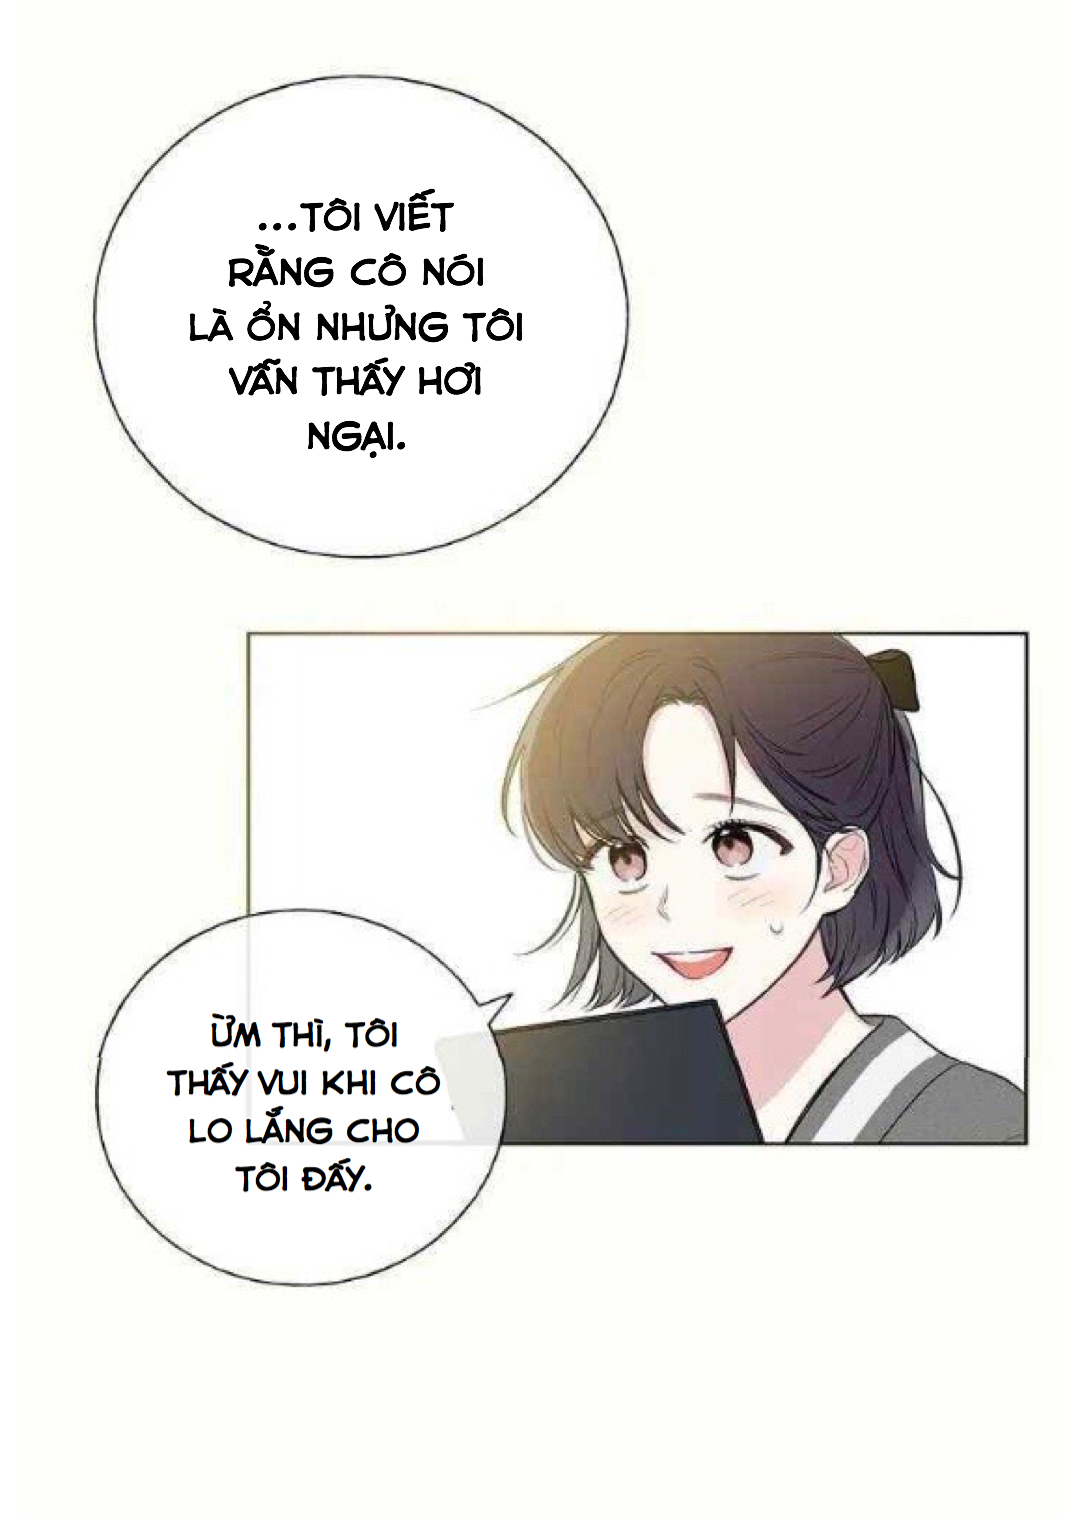 ...TÔI VIẾT
RẰNG CÔ NÓI
LÀ ỔN NHƯNG TÔI
VẪN THẤY HƠI
NGẠI.
ỪM THÌ, TÔI
THẤY VUI KHI CÔ
LO LẮNG CHO
TÔI ĐẤY.